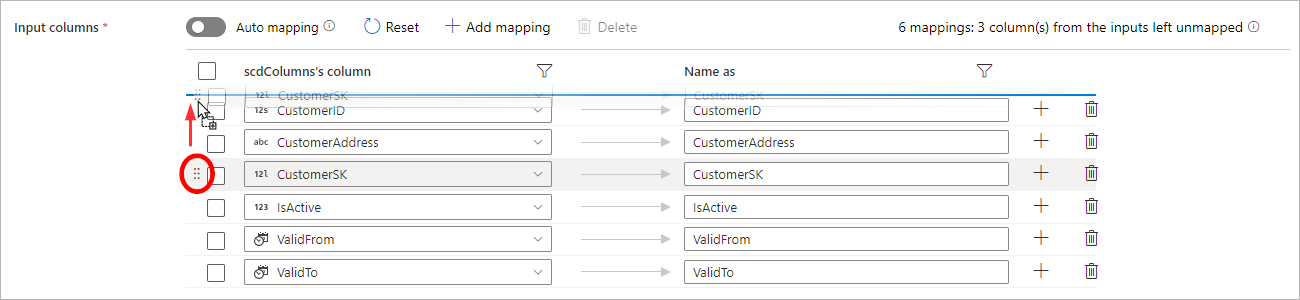 Input columns * Auto mapping Reset Add mapping Delete 6 mappings: 3 column(s) from the inputs left unmapped
scdColumns's column Name as
12l CustomerSK CustomerSK
12s CustomerID CustomerID
abc CustomerAddress CustomerAddress
12l CustomerSK CustomerSK
123 IsActive IsActive
ValidFrom ValidFrom
ValidTo ValidTo